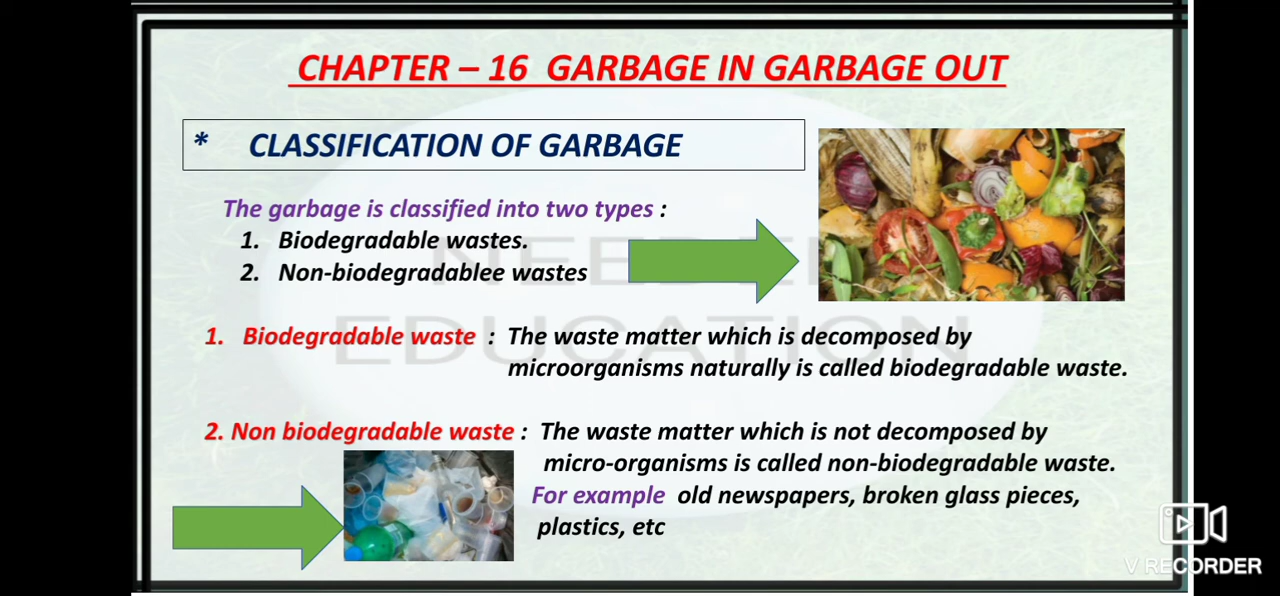 CHAPTER – 16 GARBAGE IN GARBAGE OUT
* CLASSIFICATION OF GARBAGE
The garbage is classified into two types :
1. Biodegradable wastes.
2. Non-biodegradablee wastes
NEEDED
EDUCATION
1. Biodegradable waste : The waste matter which is decomposed by
microorganisms naturally is called biodegradable waste.
2. Non biodegradable waste : The waste matter which is not decomposed by
micro-organisms is called non-biodegradable waste.
For example old newspapers, broken glass pieces,
plastics, etc
V RECORDER